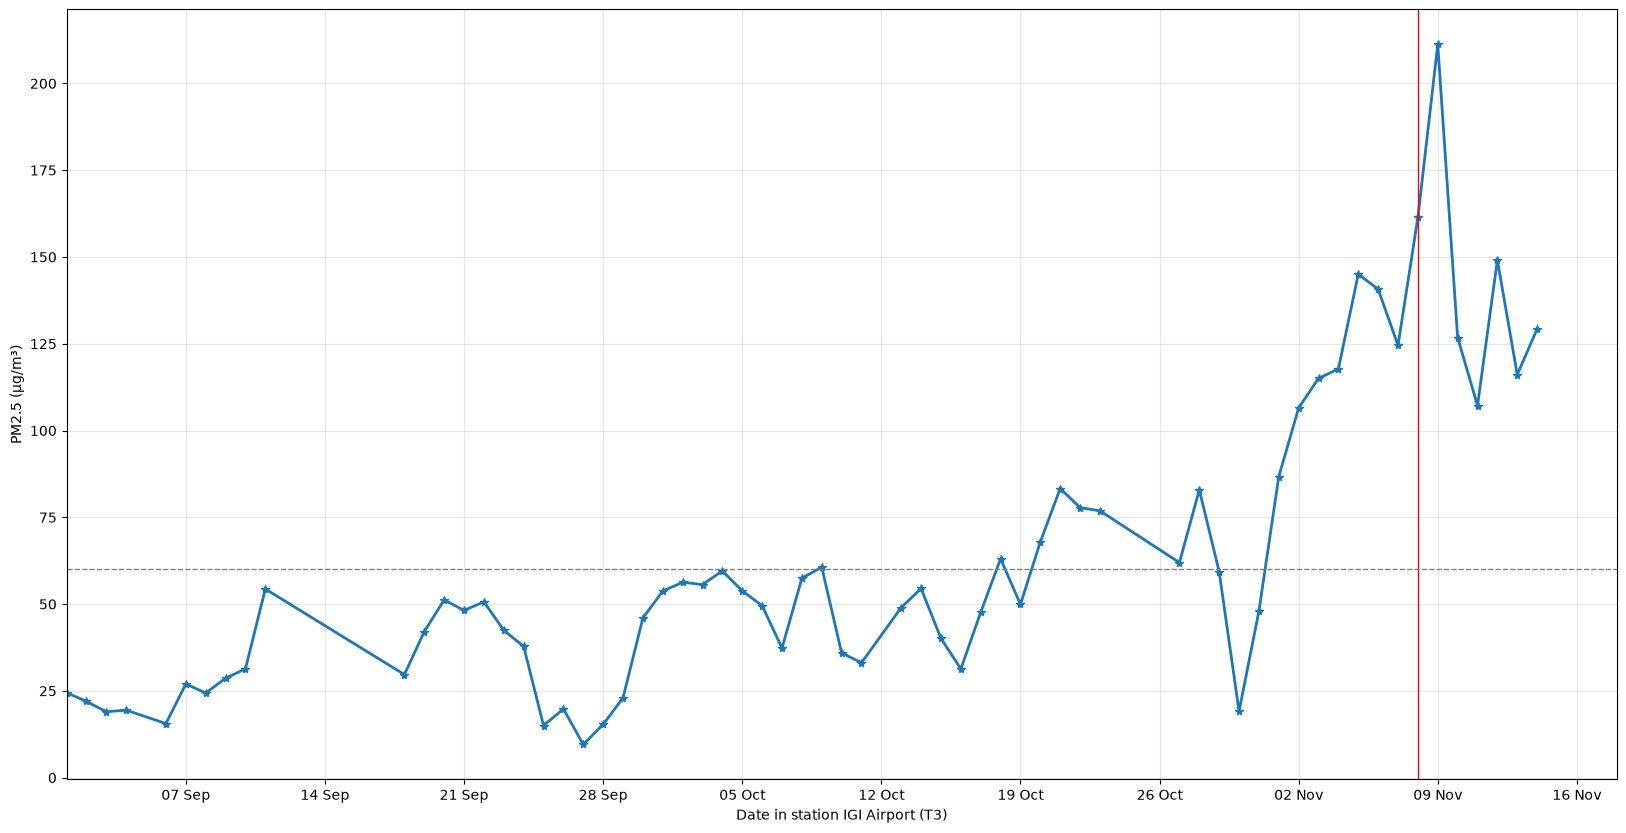 200
175
150
125
100
75
50
25
0
PM2.5 (µg/m³)
07 Sep
14 Sep
21 Sep
28 Sep
05 Oct
12 Oct
19 Oct
26 Oct
02 Nov
09 Nov
16 Nov
Date in station IGI Airport (T3)